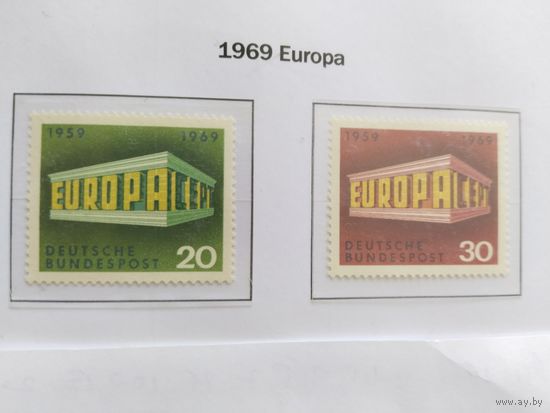 1969 Europa
1959 1969
EUROPA CEPT
DEUTSCHE
BUNDESPOST 20
1959 1969
EUROPA CEPT
DEUTSCHE
BUNDESPOST 30
www.ay.by